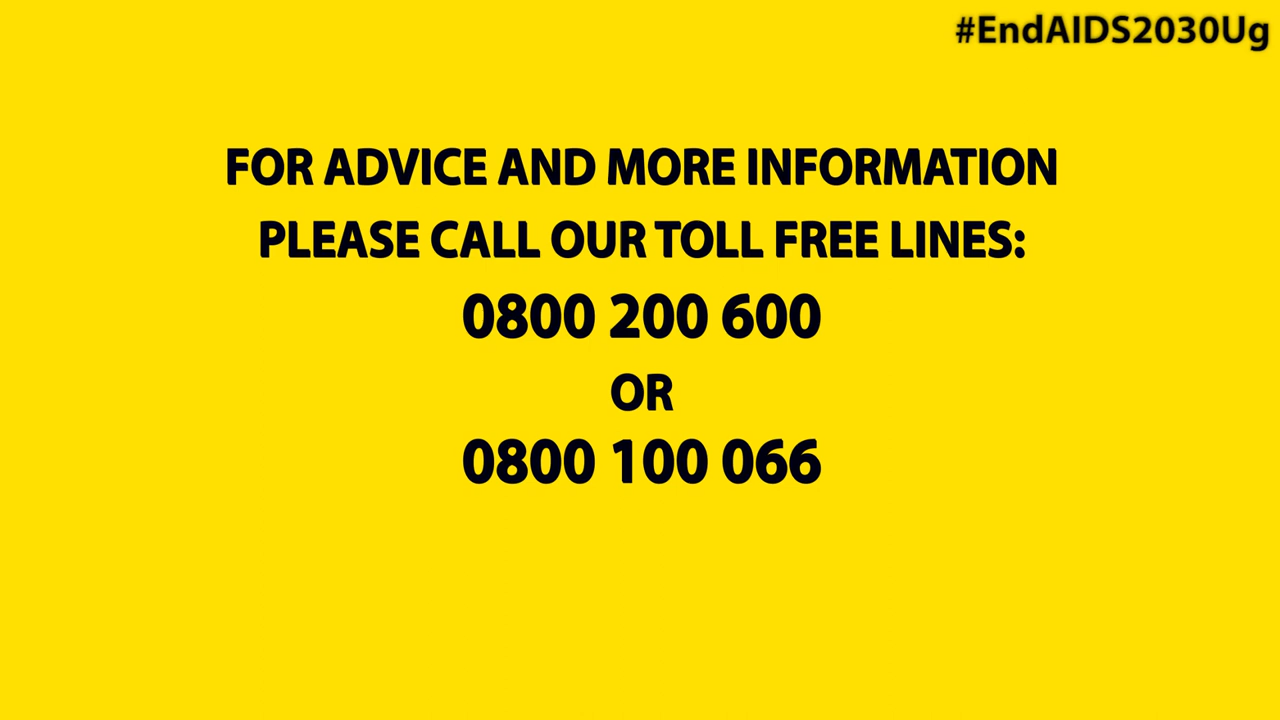 #EndAIDS2030Ug
FOR ADVICE AND MORE INFORMATION
PLEASE CALL OUR TOLL FREE LINES:
0800 200 600
OR
0800 100 066